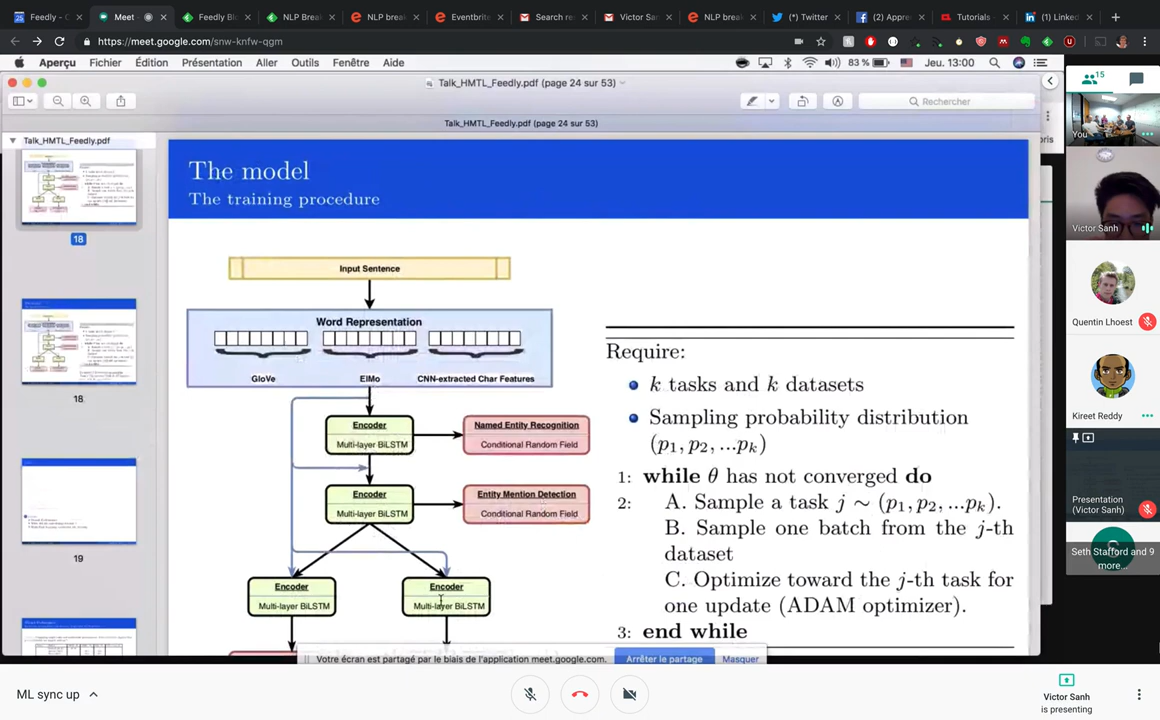 Feedly - C
Meet
Feedly Bl
NLP Brea
NLP break
Eventbrite
Search re
Victor San
NLP break
(*) Twitter
(2) Appre
Tutorials -
(1) Linked
https://meet.google.com/snw-knfw-qgm
Aperçu Fichier Édition Présentation Aller Outils Fenêtre Aide
83 % Jeu. 13:00
Talk_HMTL_Feedly.pdf (page 24 sur 53)
Rechercher
Talk_HMTL_Feedly.pdf (page 24 sur 53)
Talk_HMTL_Feedly.pdf
18
18
19
The model
The training procedure
Input Sentence
Word Representation
GloVe ElMo CNN-extracted Char Features
Encoder
Multi-layer BiLSTM
Named Entity Recognition
Conditional Random Field
Encoder
Multi-layer BiLSTM
Entity Mention Detection
Conditional Random Field
Encoder
Multi-layer BiLSTM
Encoder
Multi-layer BiLSTM
Require:
k tasks and k datasets
Sampling probability distribution
(p1, p2, ...pk)
1: while θ has not converged do
2: A. Sample a task j ∼ (p1, p2, ...pk).
B. Sample one batch from the j-th
dataset
C. Optimize toward the j-th task for
one update (ADAM optimizer).
3: end while
Votre écran est partagé par le biais de l'application meet.google.com.
Arrêter le partage
Masquer
15
You
Victor Sanh
Quentin Lhoest
Kireet Reddy
Presentation
(Victor Sanh)
S
Seth Stafford and 9
more...
ML sync up
Victor Sanh
is presenting